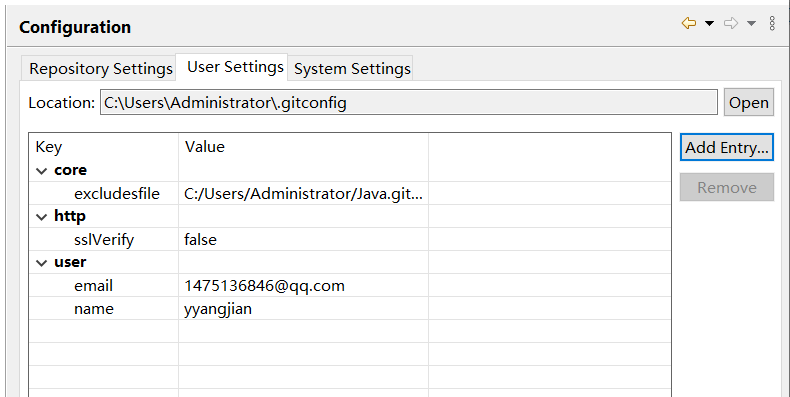 Configuration
Repository Settings User Settings System Settings
Location: C:\Users\Administrator\.gitconfig Open
Key Value Add Entry...
core
excludesfile C:/Users/Administrator/Java.git... Remove
http
sslVerify false
user
email 1475136846@qq.com
name yyangjian